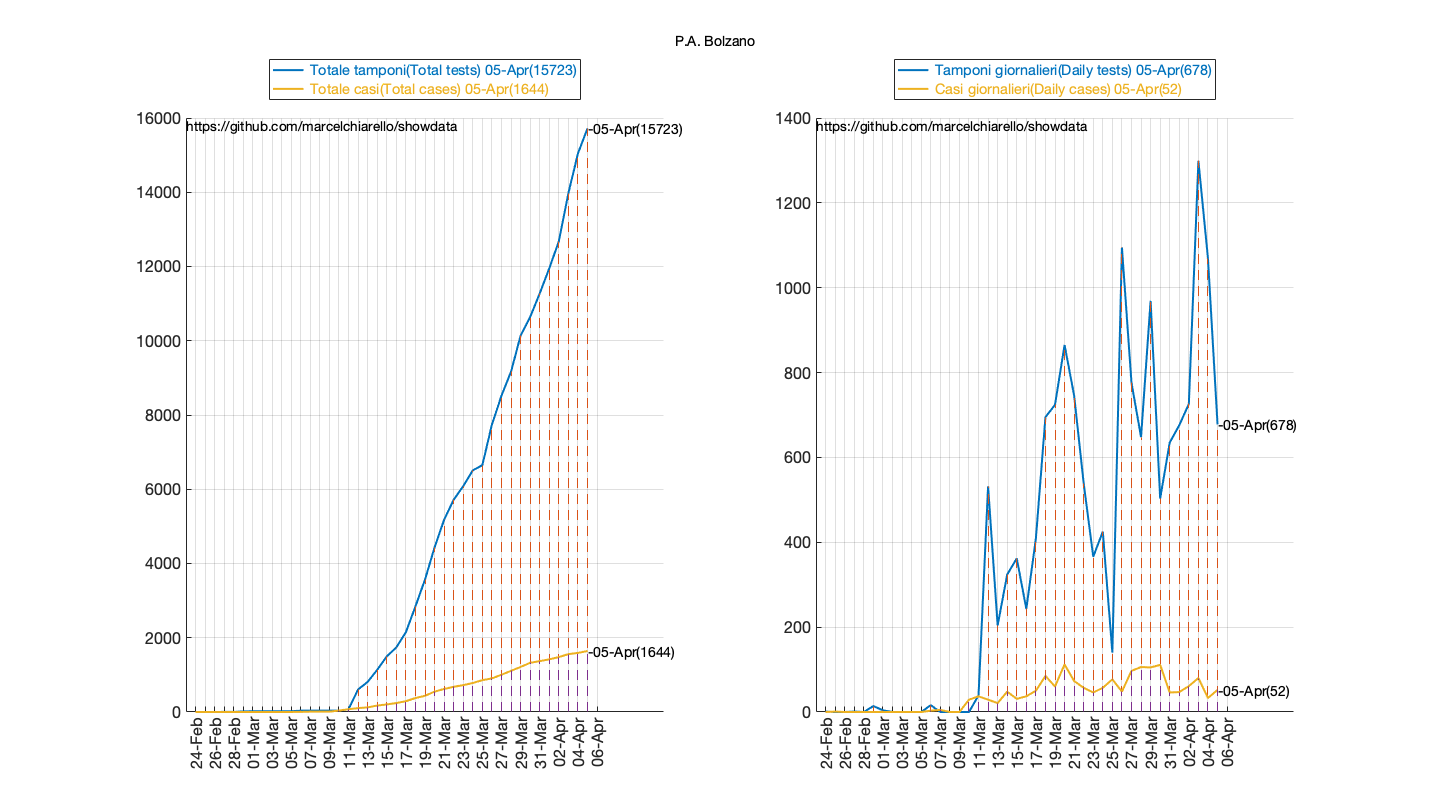 P.A. Bolzano
Totale tamponi(Total tests) 05-Apr(15723)
Totale casi(Total cases) 05-Apr(1644)
https://github.com/marcelchiarello/showdata
16000
14000
12000
10000
8000
6000
4000
2000
0
-05-Apr(15723)
-05-Apr(1644)
24-Feb
26-Feb
28-Feb
01-Mar
03-Mar
05-Mar
07-Mar
09-Mar
11-Mar
13-Mar
15-Mar
17-Mar
19-Mar
21-Mar
23-Mar
25-Mar
27-Mar
29-Mar
31-Mar
02-Apr
04-Apr
06-Apr
Tamponi giornalieri(Daily tests) 05-Apr(678)
Casi giornalieri(Daily cases) 05-Apr(52)
https://github.com/marcelchiarello/showdata
1400
1200
1000
800
600
400
200
0
-05-Apr(678)
-05-Apr(52)
24-Feb
26-Feb
28-Feb
01-Mar
03-Mar
05-Mar
07-Mar
09-Mar
11-Mar
13-Mar
15-Mar
17-Mar
19-Mar
21-Mar
23-Mar
25-Mar
27-Mar
29-Mar
31-Mar
02-Apr
04-Apr
06-Apr